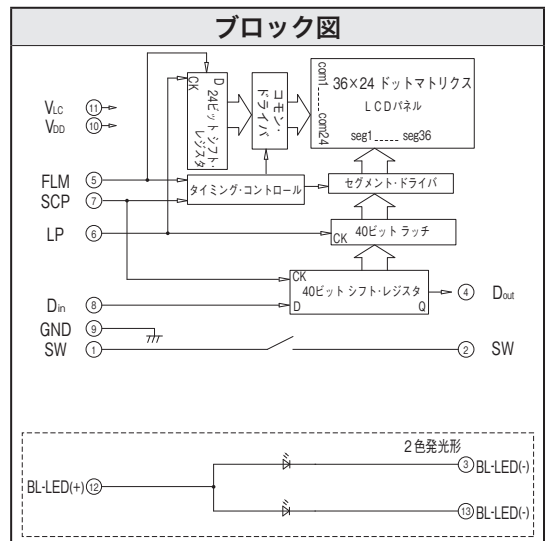 ブロック図
CK D 24ビット シフト・レジスタ
コモン・ドライバ
com1 com24
36×24 ドットマトリクス
LCDパネル
seg1 seg36
VLC 11
VDD 10
FLM 5
SCP 7
タイミング・コントロール
セグメント・ドライバ
LP 6
CK 40ビット ラッチ
CK
40ビット シフト・レジスタ
D Q
4 Dout
Din 8
GND 9
SW 1
2 SW
2色発光形
3 BL-LED(-)
BL-LED(+) 12
13 BL-LED(-)